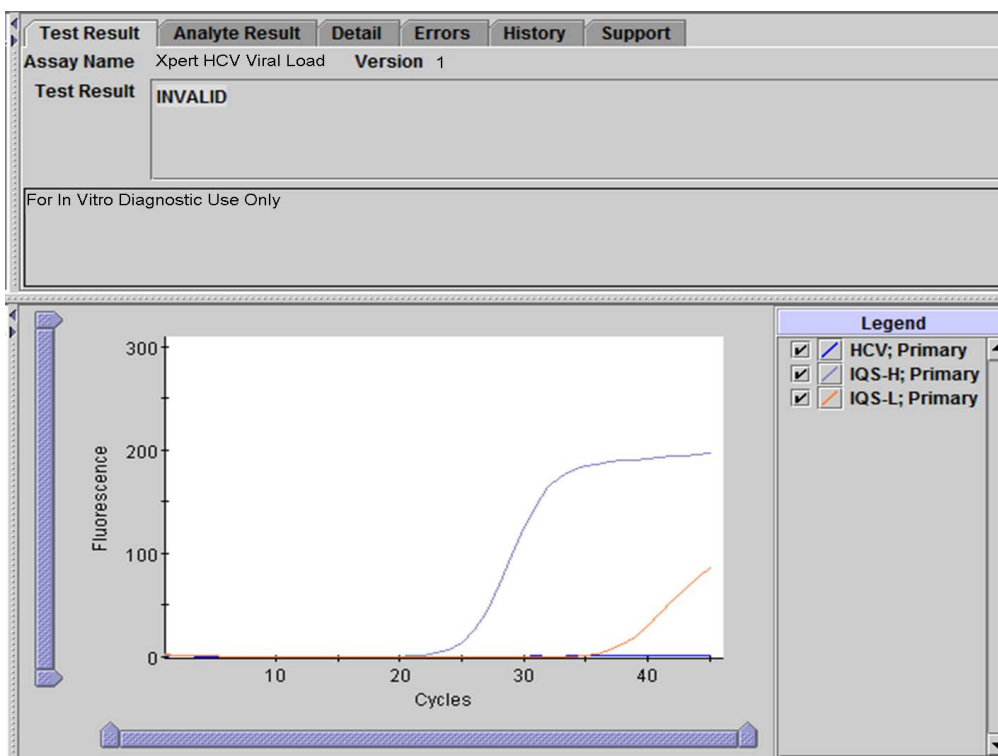 Test Result Analyte Result Detail Errors History Support
Assay Name Xpert HCV Viral Load Version 1
Test Result INVALID
For In Vitro Diagnostic Use Only
Legend
HCV; Primary
IQS-H; Primary
IQS-L; Primary
300
200
100
0
Fluorescence
10 20 30 40
Cycles